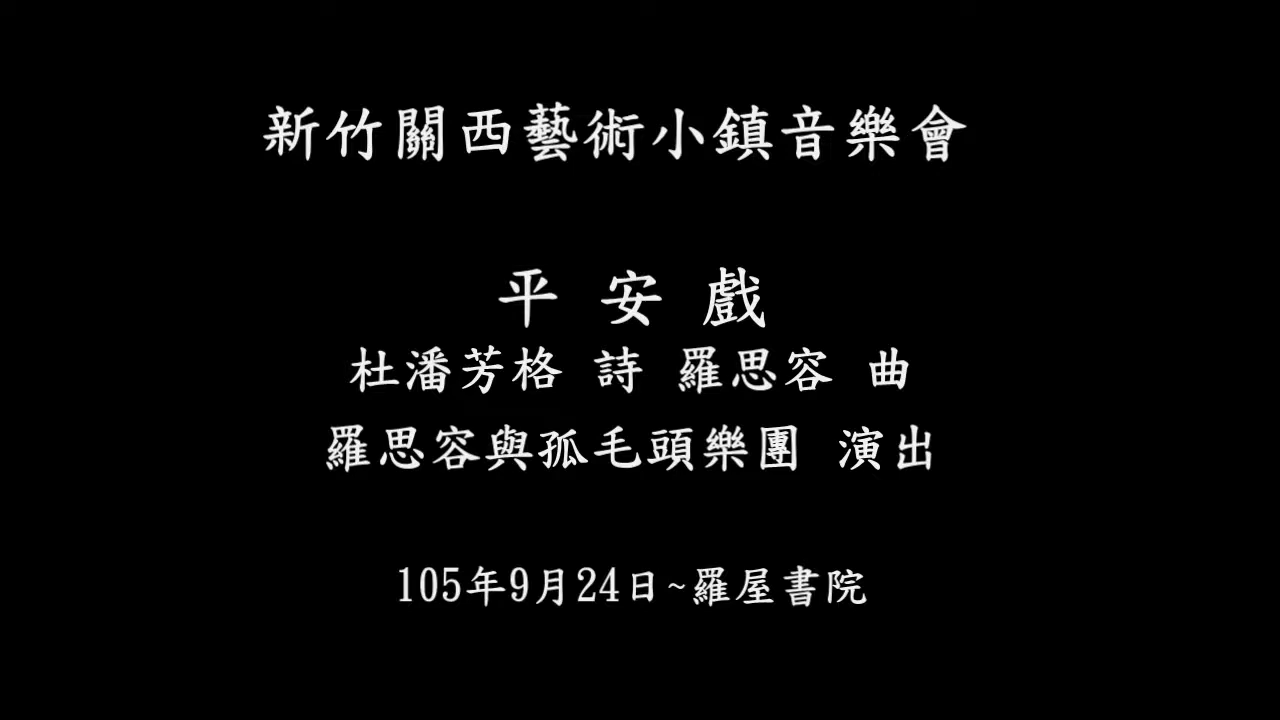 新竹關西藝術小鎮音樂會
平安戲
杜潘芳格 詩 羅思容 曲
羅思容與孤毛頭樂團 演出
105年9月24日~羅屋書院